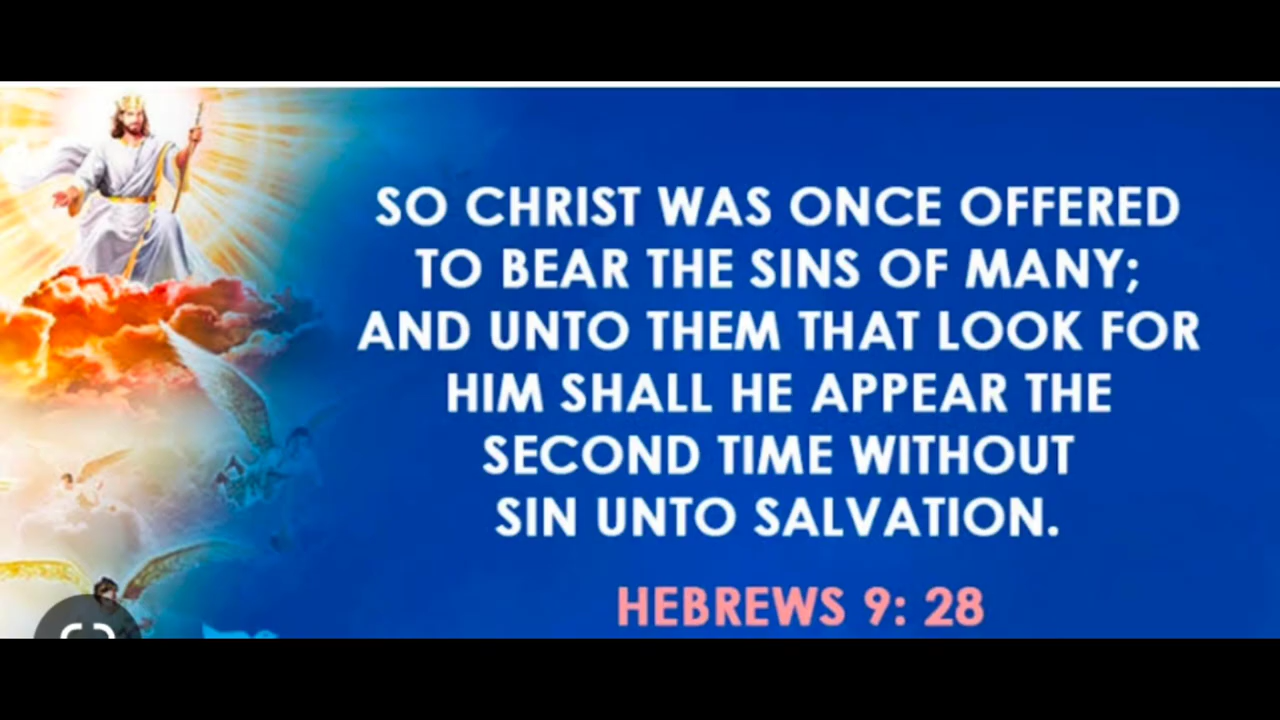 SO CHRIST WAS ONCE OFFERED
TO BEAR THE SINS OF MANY;
AND UNTO THEM THAT LOOK FOR
HIM SHALL HE APPEAR THE
SECOND TIME WITHOUT
SIN UNTO SALVATION.
HEBREWS 9: 28